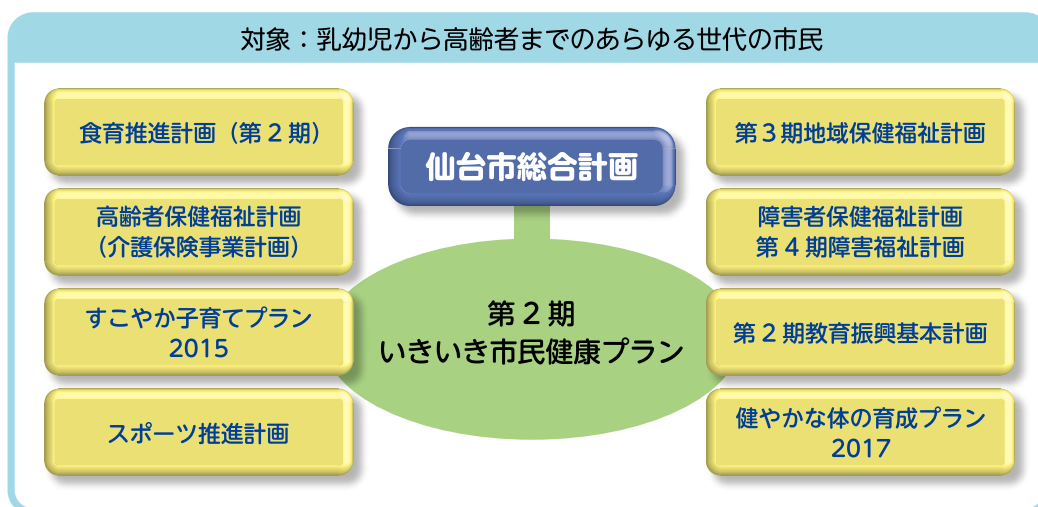 対象：乳幼児から高齢者までのあらゆる世代の市民
食育推進計画（第２期）
高齢者保健福祉計画
（介護保険事業計画）
すこやか子育てプラン
2015
スポーツ推進計画
仙台市総合計画
第２期
いきいき市民健康プラン
第３期地域保健福祉計画
障害者保健福祉計画
第４期障害福祉計画
第２期教育振興基本計画
健やかな体の育成プラン
2017